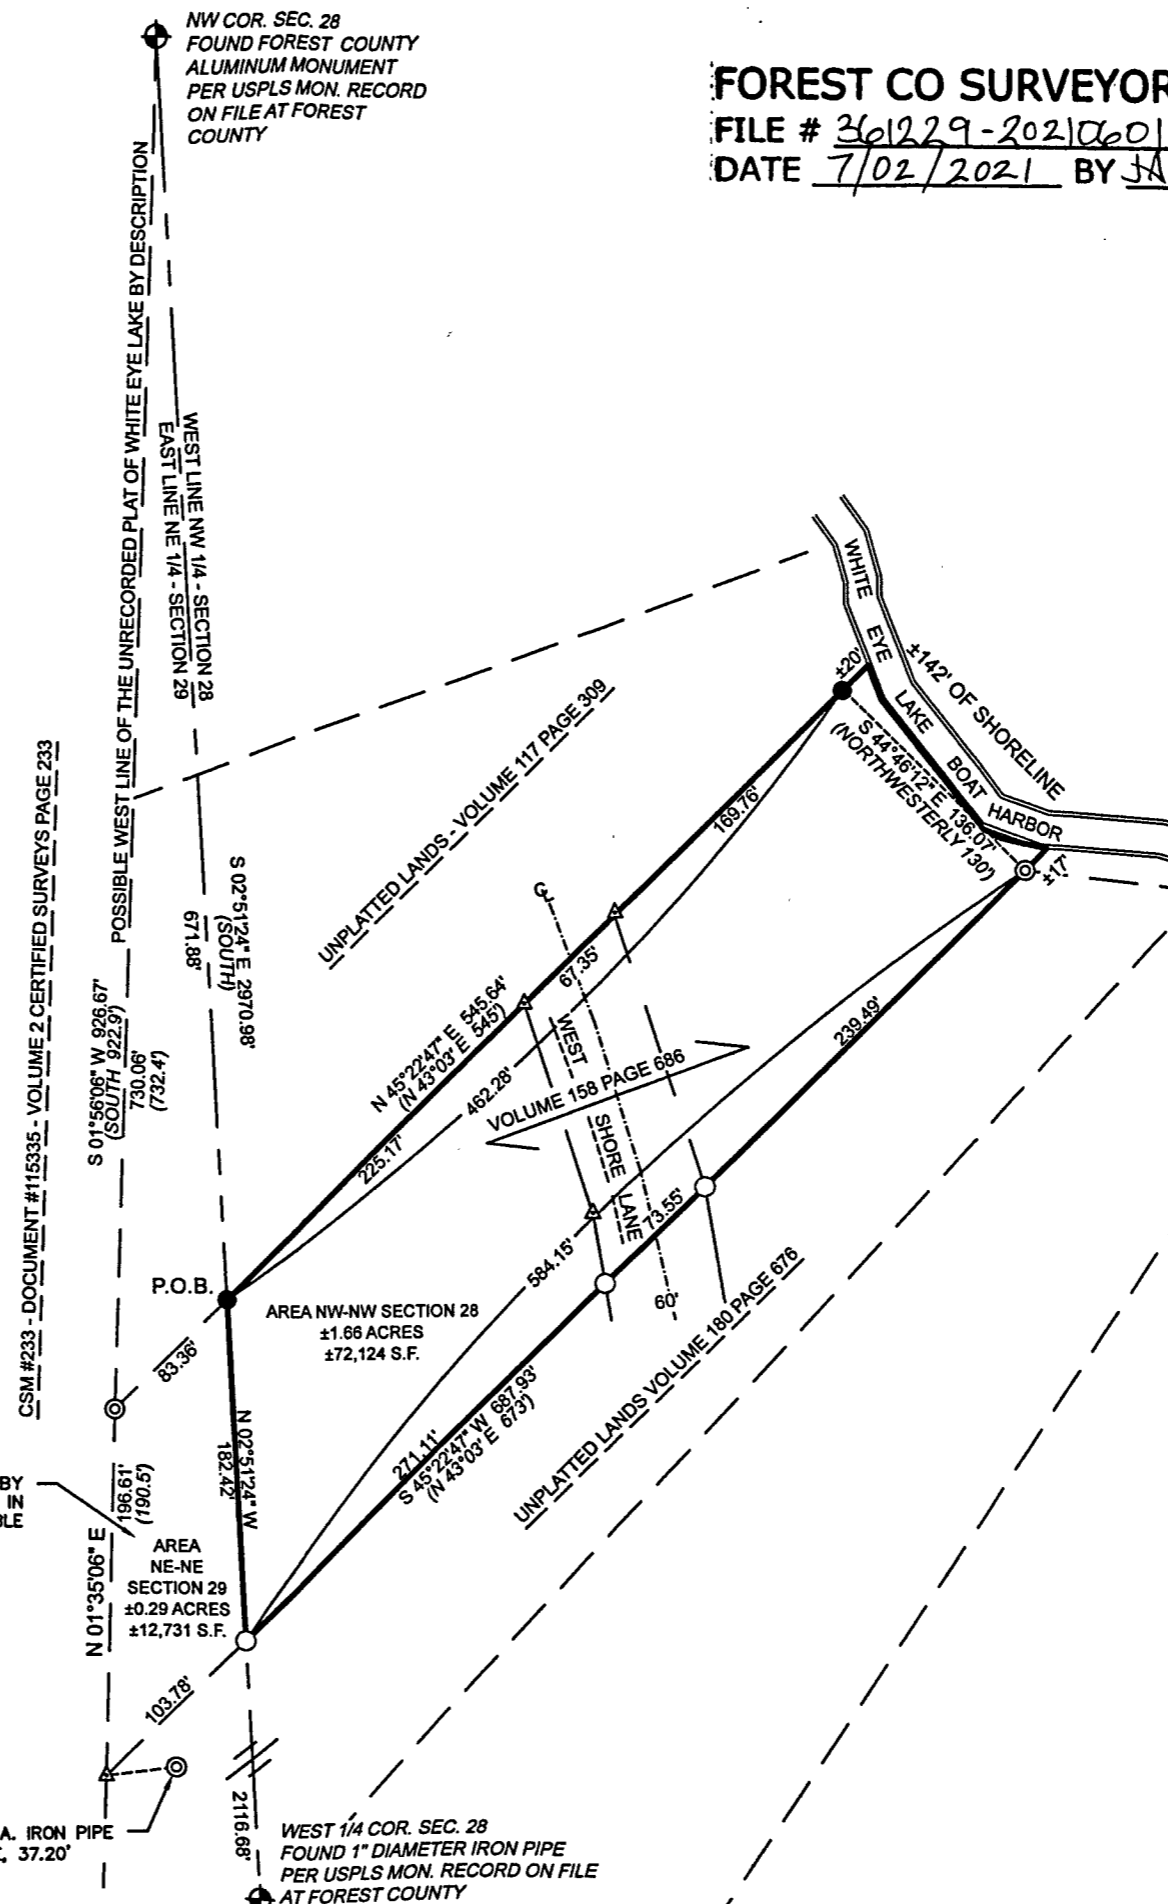 NW COR. SEC. 28
FOUND FOREST COUNTY
ALUMINUM MONUMENT
PER USPLS MON. RECORD
ON FILE AT FOREST
COUNTY
FOREST CO SURVEYOR
FILE # 361229-20210601
DATE 7/02/2021 BY JA
POSSIBLE WEST LINE OF THE UNRECORDED PLAT OF WHITE EYE LAKE BY DESCRIPTION
WEST LINE NW 1/4 - SECTION 28
EAST LINE NE 1/4 - SECTION 29
CSM #233 - DOCUMENT #115335 - VOLUME 2 CERTIFIED SURVEYS PAGE 233
S 01°56'06" W 926.67'
(SOUTH 922.9')
730.06'
(732.4')
S 02°51'24" E 2970.98'
(SOUTH)
671.88'
UNPLATTED LANDS - VOLUME 117 PAGE 309
WHITE EYE LAKE BOAT HARBOR
±142' OF SHORELINE
±20'
S 44°46'12" E 136.07'
(NORTHWESTERLY 130')
±17'
169.76'
67.35'
N 45°22'47" E 545.64'
(N 43°03' E 545')
462.28'
225.17'
WEST SHORE LANE
VOLUME 158 PAGE 686
239.49'
73.55'
584.15'
60'
P.O.B.
AREA NW-NW SECTION 28
±1.66 ACRES
±72,124 S.F.
83.36'
271.11'
S 45°22'47" W 687.93'
(N 43°03' E 673')
UNPLATTED LANDS VOLUME 180 PAGE 676
N 02°51'24" W
182.42'
196.61'
(190.5')
N 01°35'06" E
BY
IN
BLE
AREA
NE-NE
SECTION 29
±0.29 ACRES
±12,731 S.F.
103.78'
2116.68'
A. IRON PIPE
37.20'
WEST 1/4 COR. SEC. 28
FOUND 1" DIAMETER IRON PIPE
PER USPLS MON. RECORD ON FILE
AT FOREST COUNTY